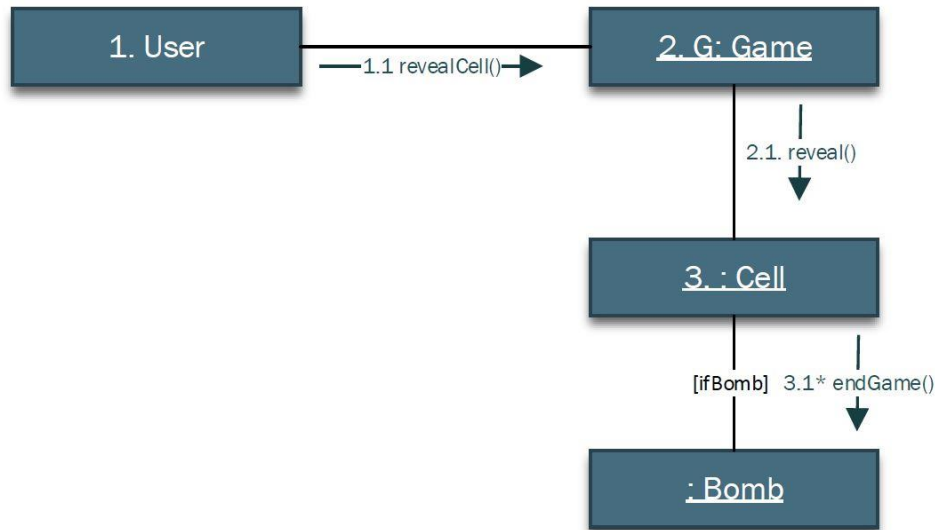 1. User
2. G: Game
1.1 revealCell()
2.1. reveal()
3. : Cell
[ifBomb] 3.1* endGame()
: Bomb